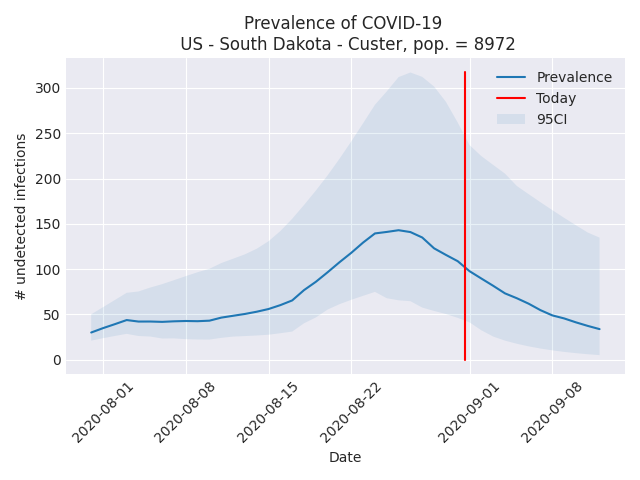 Prevalence of COVID-19
US - South Dakota - Custer, pop. = 8972
Prevalence
Today
95CI
# undetected infections
300
250
200
150
100
50
0
2020-08-01
2020-08-08
2020-08-15
2020-08-22
2020-09-01
2020-09-08
Date